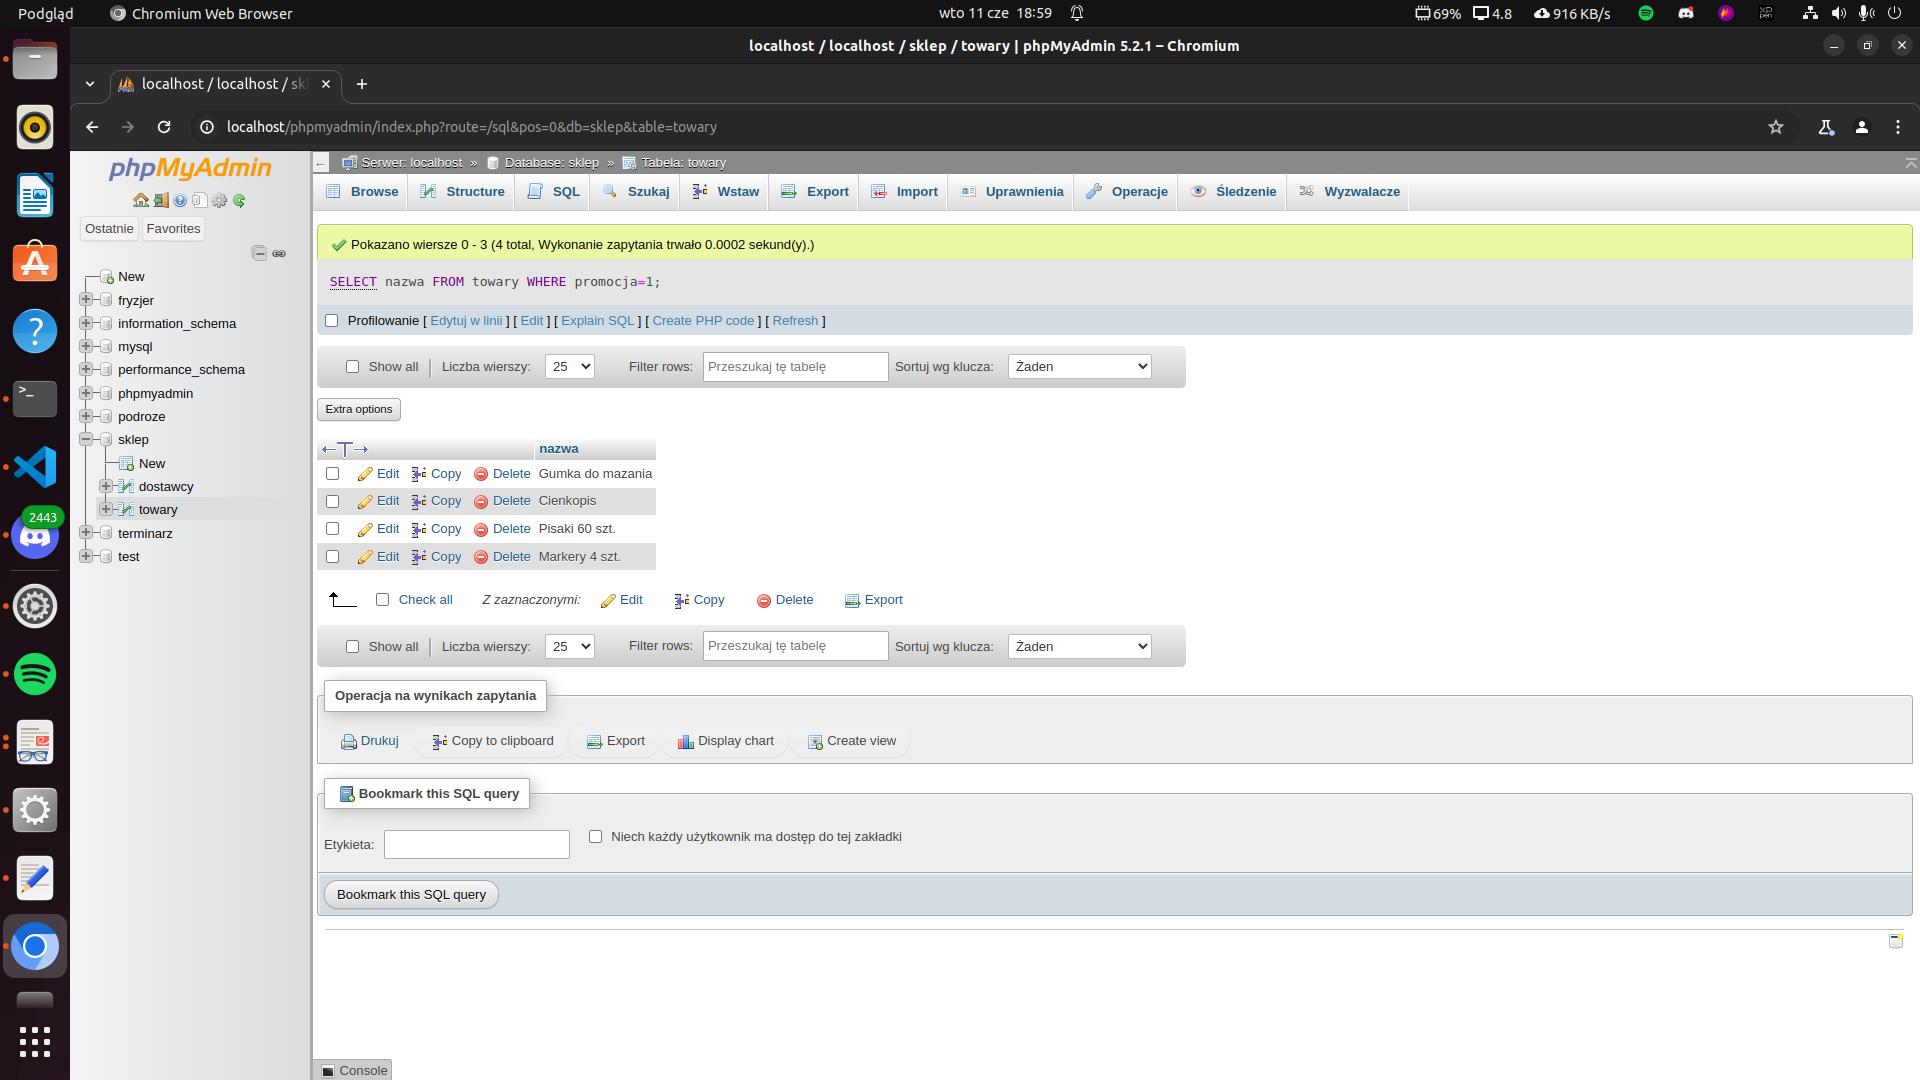 Podgląd Chromium Web Browser wto 11 cze 18:59 69% 4.8 916 KB/s
localhost / localhost / sklep / towary | phpMyAdmin 5.2.1 – Chromium
localhost / localhost / sk
localhost/phpmyadmin/index.php?route=/sql&pos=0&db=sklep&table=towary
phpMyAdmin
Ostatnie Favorites
New
fryzjer
information_schema
mysql
performance_schema
phpmyadmin
podroze
sklep
New
dostawcy
towary
terminarz
test
2443
Serwer: localhost » Database: sklep » Tabela: towary
Browse Structure SQL Szukaj Wstaw Export Import Uprawnienia Operacje Śledzenie Wyzwalacze
Pokazano wiersze 0 - 3 (4 total, Wykonanie zapytania trwało 0.0002 sekund(y).)
SELECT nazwa FROM towary WHERE promocja=1;
Profilowanie [ Edytuj w linii ] [ Edit ] [ Explain SQL ] [ Create PHP code ] [ Refresh ]
Show all Liczba wierszy: 25 Filter rows: Przeszukaj tę tabelę Sortuj wg klucza: Żaden
Extra options
←T→ nazwa
Edit Copy Delete Gumka do mazania
Edit Copy Delete Cienkopis
Edit Copy Delete Pisaki 60 szt.
Edit Copy Delete Markery 4 szt.
Check all Z zaznaczonymi: Edit Copy Delete Export
Show all Liczba wierszy: 25 Filter rows: Przeszukaj tę tabelę Sortuj wg klucza: Żaden
Operacja na wynikach zapytania
Drukuj Copy to clipboard Export Display chart Create view
Bookmark this SQL query
Etykieta: Niech każdy użytkownik ma dostęp do tej zakładki
Bookmark this SQL query
Console